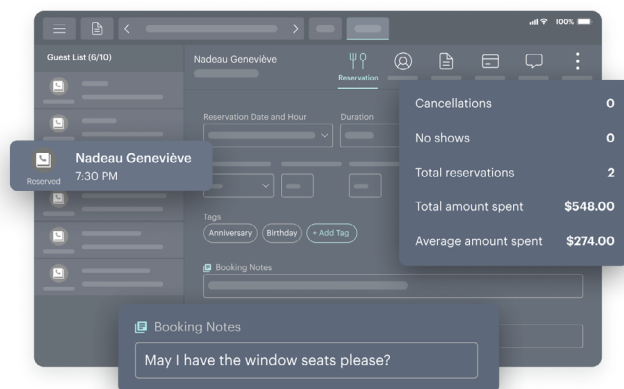 100%
Guest List (6/10)
Nadeau Geneviève
Reservation
Reservation Date and Hour
Duration
Cancellations 0
No shows 0
Total reservations 2
Total amount spent $548.00
Average amount spent $274.00
Nadeau Geneviève
7:30 PM
Reserved
Tags
Anniversary
Birthday
+ Add Tag
Booking Notes
Booking Notes
May I have the window seats please?